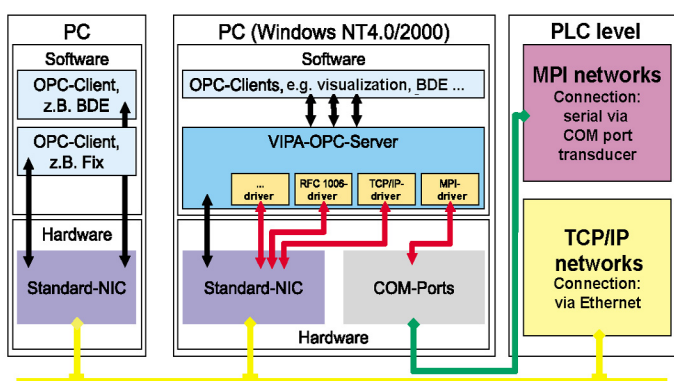 PC
Software
OPC-Client,
z.B. BDE
OPC-Client,
z.B. Fix
Hardware
Standard-NIC
PC (Windows NT4.0/2000)
Software
OPC-Clients, e.g. visualization, BDE ...
VIPA-OPC-Server
...
driver
RFC 1006-
driver
TCP/IP-
driver
MPI-
driver
Standard-NIC
COM-Ports
Hardware
PLC level
MPI networks
Connection:
serial via
COM port
transducer
TCP/IP
networks
Connection:
via Ethernet